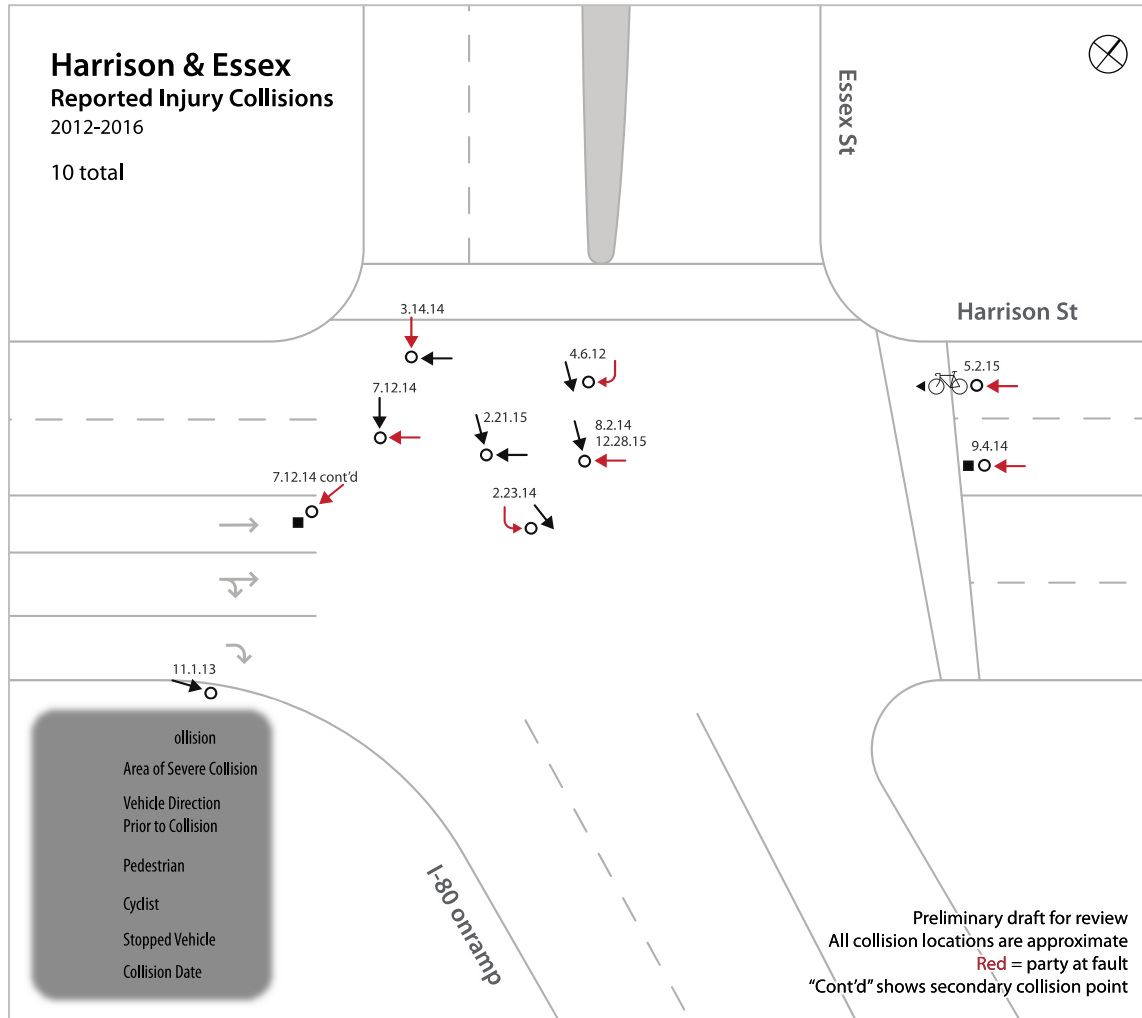 Harrison & Essex
Reported Injury Collisions
2012-2016
10 total
Essex St
Harrison St
3.14.14
4.6.12
5.2.15
7.12.14
2.21.15
8.2.14
12.28.15
9.4.14
7.12.14 cont'd
2.23.14
11.1.13
ollision
Area of Severe Collision
Vehicle Direction
Prior to Collision
Pedestrian
Cyclist
Stopped Vehicle
Collision Date
I-80 onramp
Preliminary draft for review
All collision locations are approximate
Red = party at fault
“Cont’d” shows secondary collision point